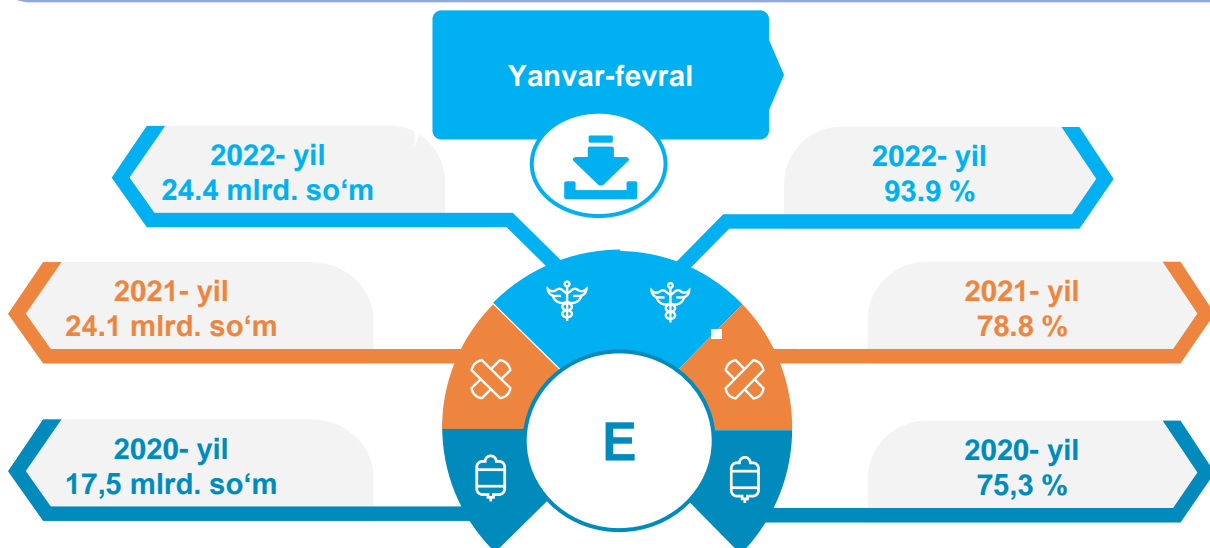 Yanvar-fevral
2022- yil
24.4 mlrd. so‘m
2022- yil
93.9 %
2021- yil
24.1 mlrd. so‘m
2021- yil
78.8 %
2020- yil
17,5 mlrd. so‘m
2020- yil
75,3 %
E